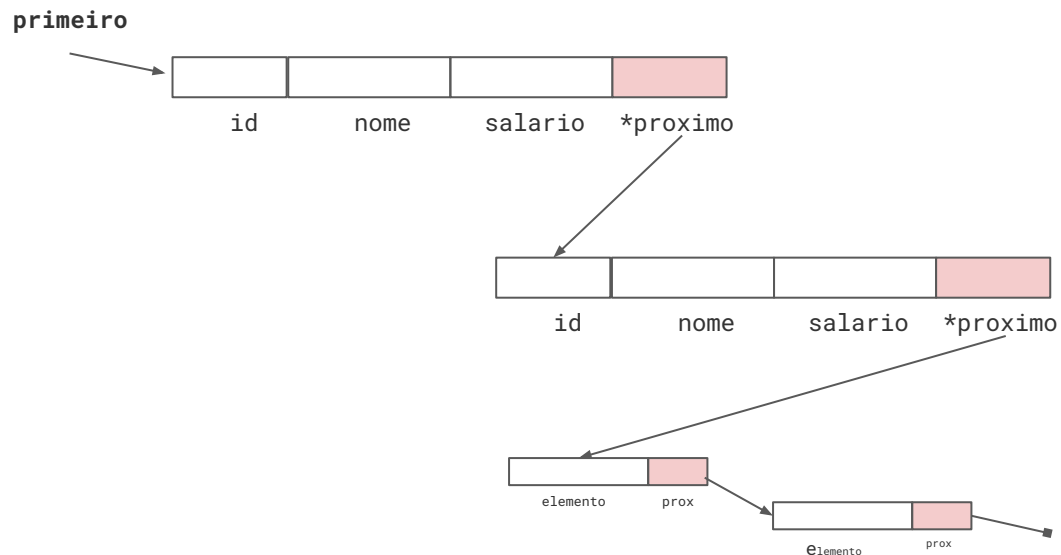 primeiro
id nome salario *proximo
id nome salario *proximo
elemento prox
elemento prox